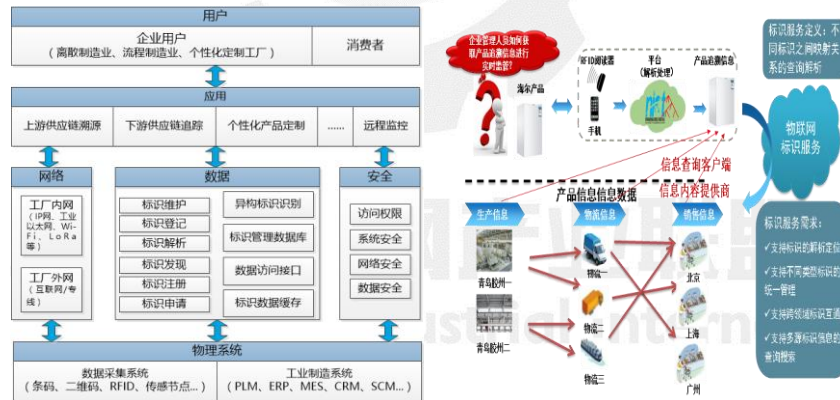 用户
企业用户
（离散制造业、流程制造业、个性化定制工厂）
消费者
应用
上游供应链溯源
下游供应链追踪
个性化产品定制
......
远程监控
网络
工厂内网
（IP网、工业
以太网、Wi-
Fi、LoRa
等）
工厂外网
（互联网/专
线）
数据
标识维护
标识登记
标识解析
标识发现
标识注册
标识申请
异构标识识别
标识管理数据库
数据访问接口
标识数据缓存
安全
访问权限
系统安全
网络安全
数据安全
物理系统
数据采集系统
（条码、二维码、RFID、传感节点...）
工业制造系统
（PLM、ERP、MES、CRM、SCM...）
企业管理人员如何获
取产品追溯信息进行
实时监管?
海尔产品
RFID阅读器
手机
平台
（解析处理）
产品追溯信息
标识服务定义：不
同标识之间映射关
系的查询解析
物联网
标识服务
信息查询客户端
信息内容提供商
产品信息信息数据
生产信息
物流信息
销售信息
青岛胶州一
青岛胶州二
物流一
物流二
物流三
北京
上海
广州
标识服务需求：
✓支持标识的解析定位
✓支持不同类型标识的
统一管理
✓支持跨领域标识互通
✓支持多源标识信息的
查询搜索